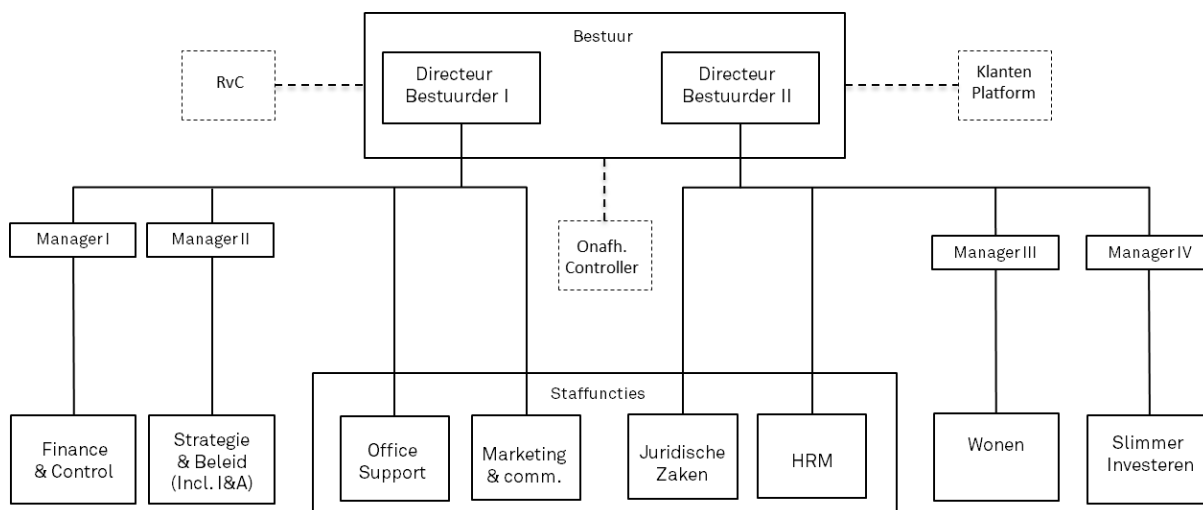 Bestuur
RvC
Directeur
Bestuurder I
Directeur
Bestuurder II
Klanten
Platform
Manager I
Manager II
Onafh.
Controller
Manager III
Manager IV
Staffuncties
Finance
& Control
Strategie
& Beleid
(Incl. I&A)
Office
Support
Marketing
& comm.
Juridische
Zaken
HRM
Wonen
Slimmer
Investeren